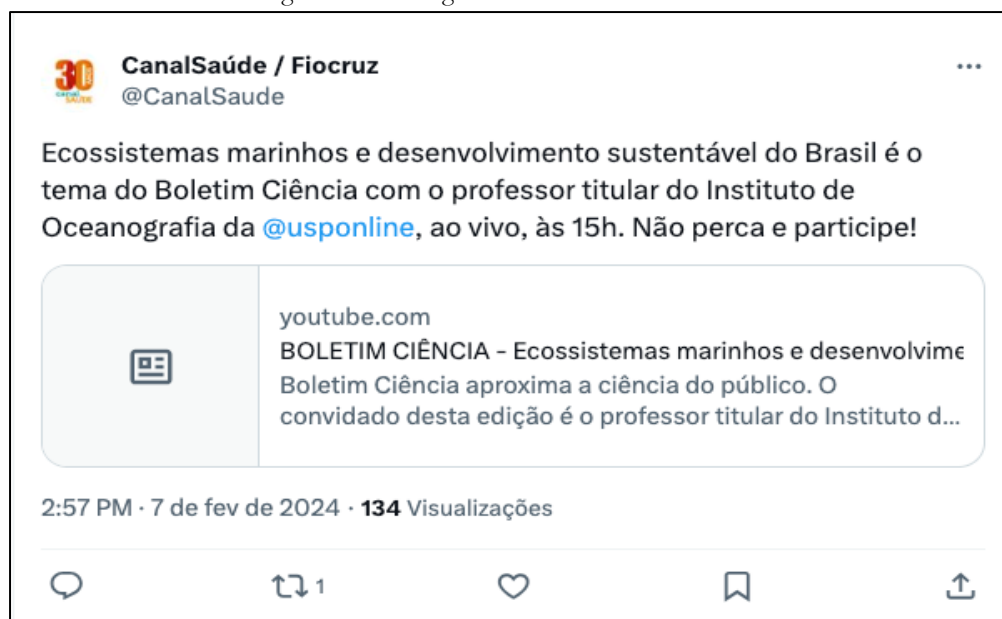 30
CANAL SAÚDE
CanalSaúde / Fiocruz
@CanalSaude
Ecossistemas marinhos e desenvolvimento sustentável do Brasil é o
tema do Boletim Ciência com o professor titular do Instituto de
Oceanografia da @usponline, ao vivo, às 15h. Não perca e participe!
youtube.com
BOLETIM CIÊNCIA - Ecossistemas marinhos e desenvolvime
Boletim Ciência aproxima a ciência do público. O
convidado desta edição é o professor titular do Instituto d...
2:57 PM · 7 de fev de 2024 · 134 Visualizações
1